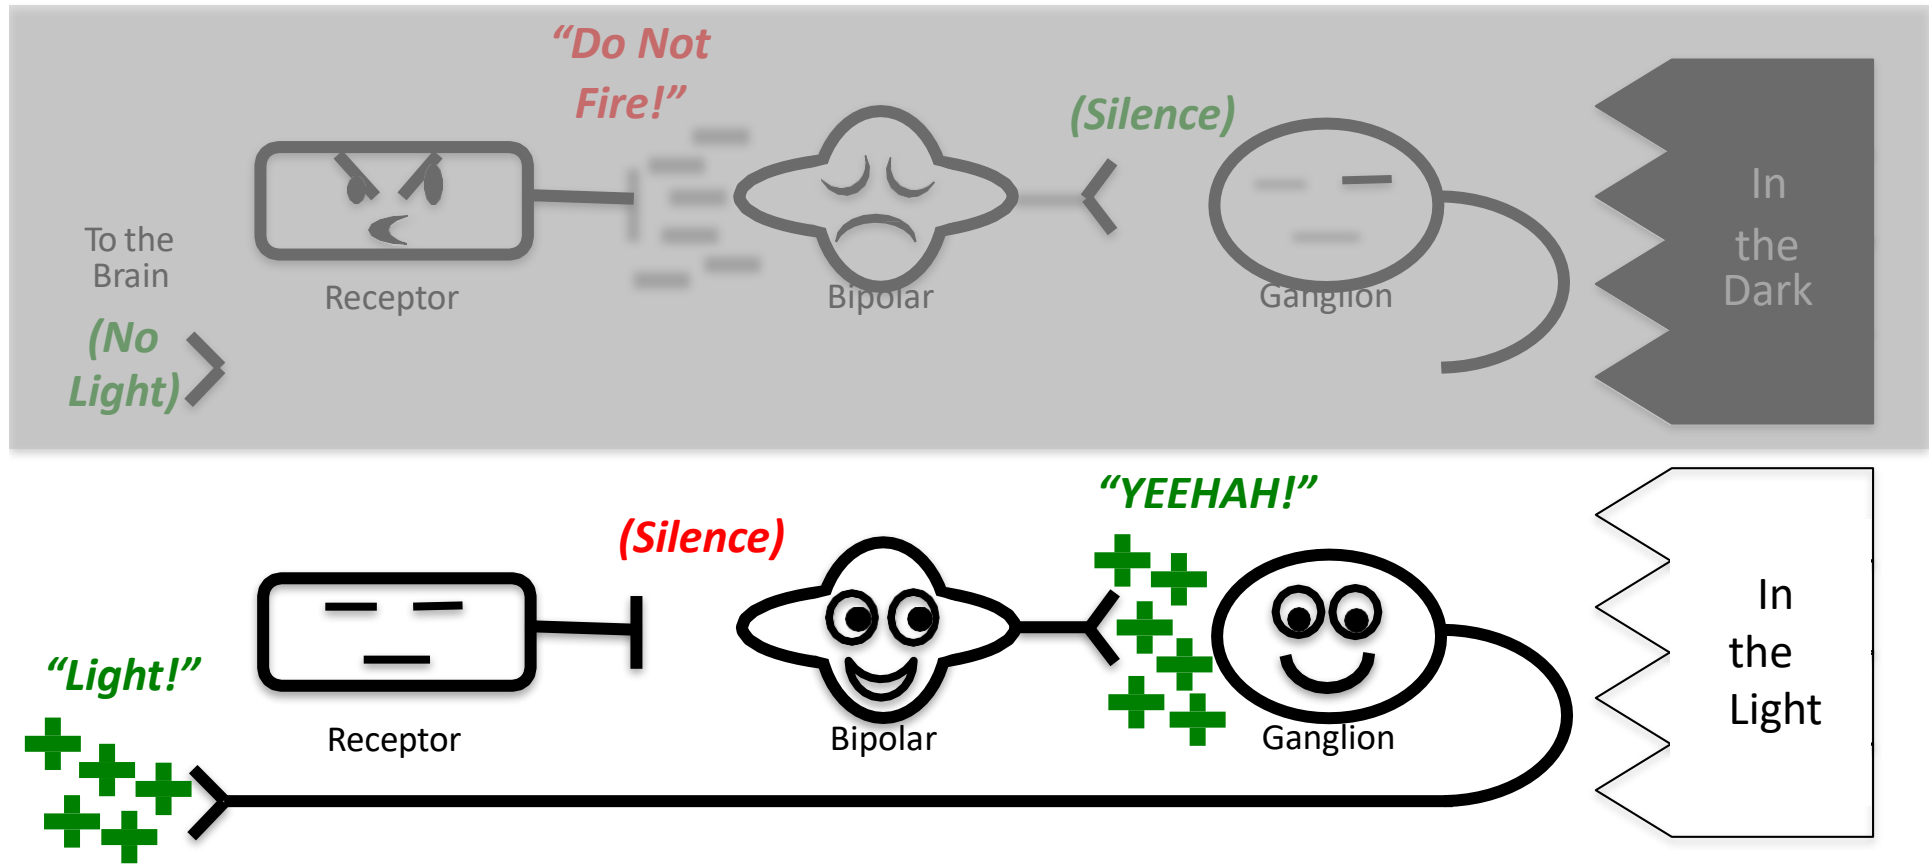 “Do Not
Fire!”
(Silence)
To the
Brain
(No
Light)
Receptor
Bipolar
Ganglion
In
the
Dark
“YEEHAH!”
(Silence)
“Light!”
Receptor
Bipolar
Ganglion
In
the
Light